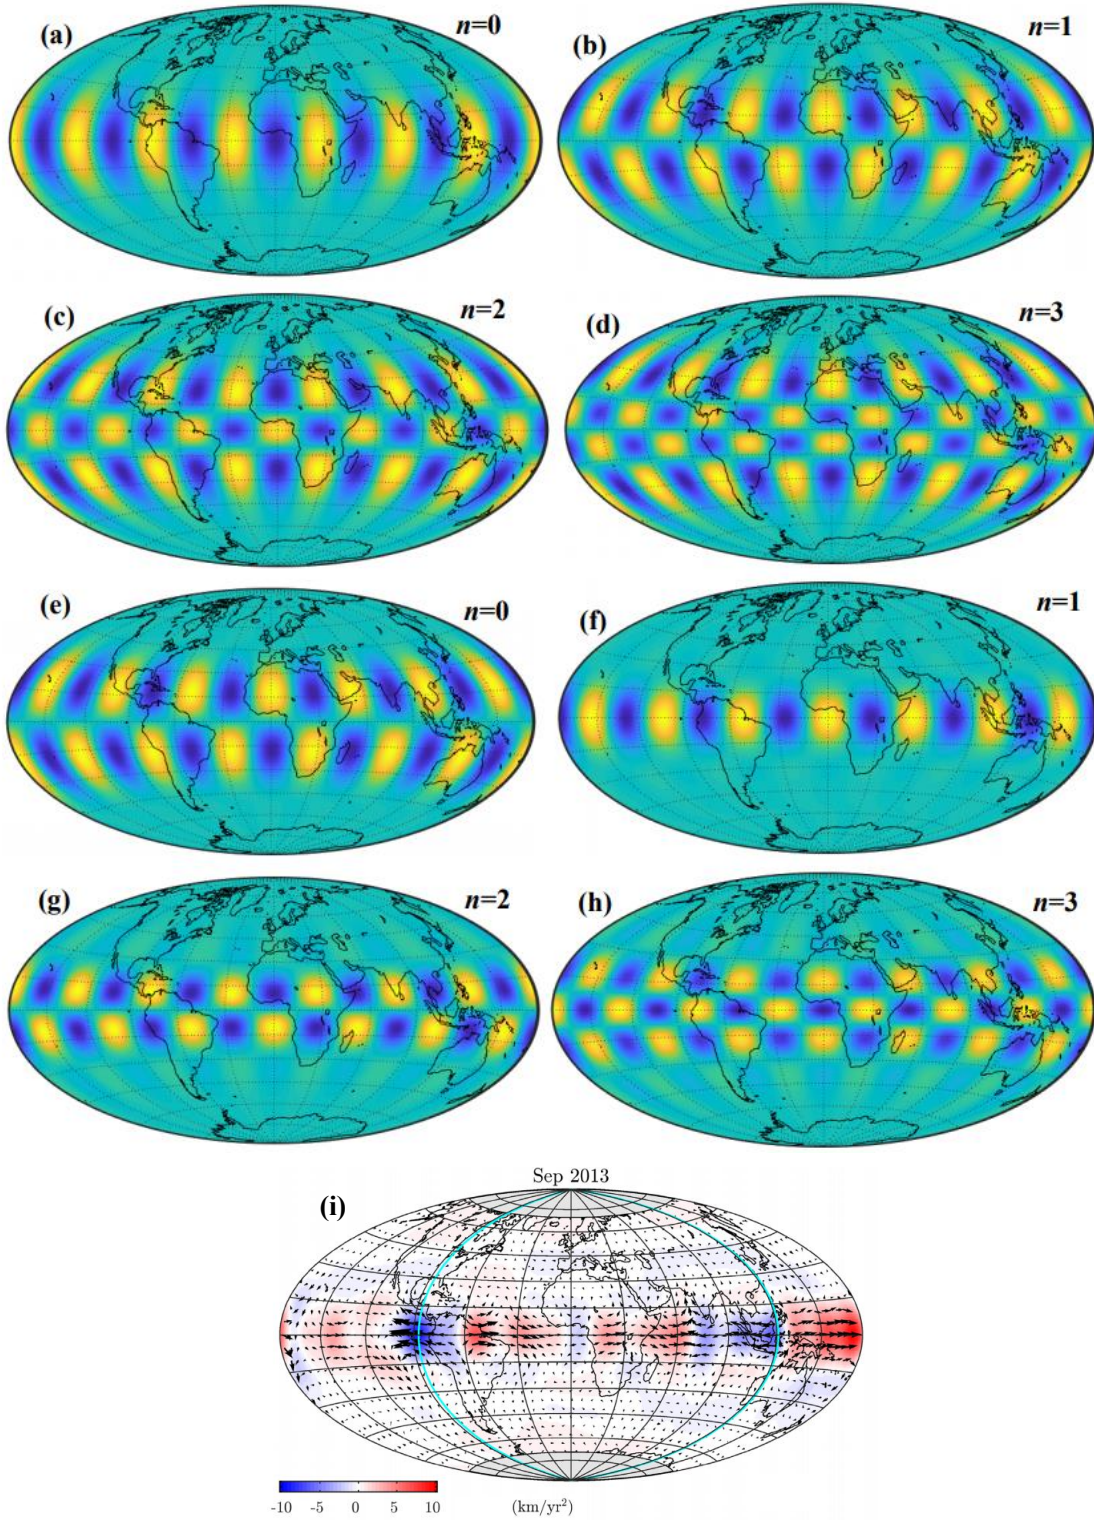 (a) n=0
(b) n=1
(c) n=2
(d) n=3
(e) n=0
(f) n=1
(g) n=2
(h) n=3
Sep 2013
(i)
-10 -5 0 5 10 (km/yr²)